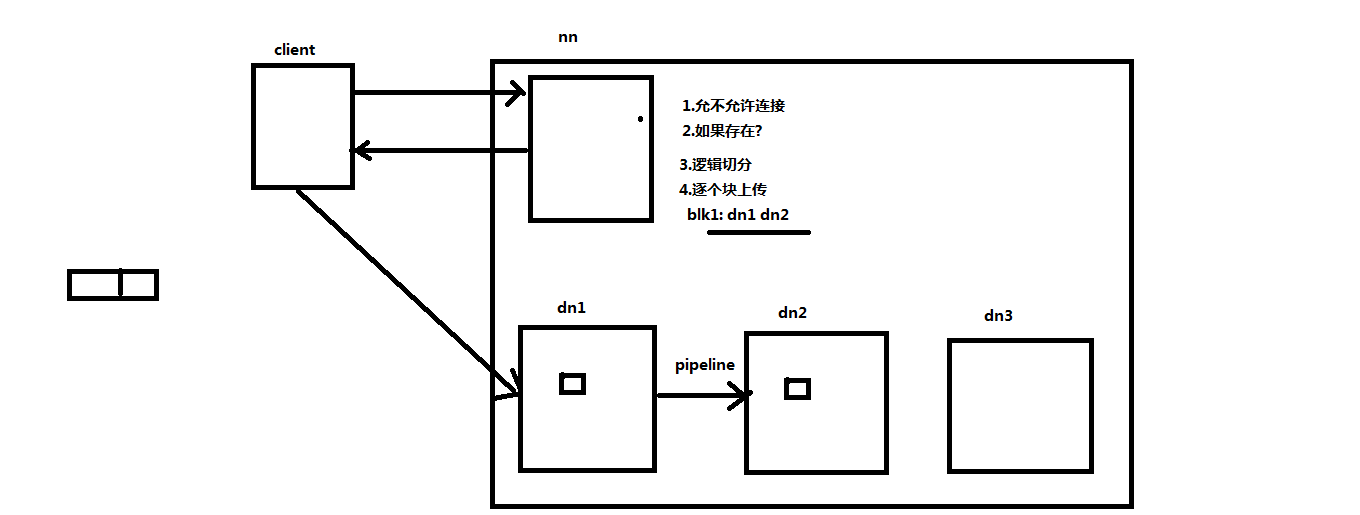 client
nn
1.允不允许连接
2.如果存在?
3.逻辑切分
4.逐个块上传
blk1: dn1 dn2
dn1
dn2
dn3
pipeline